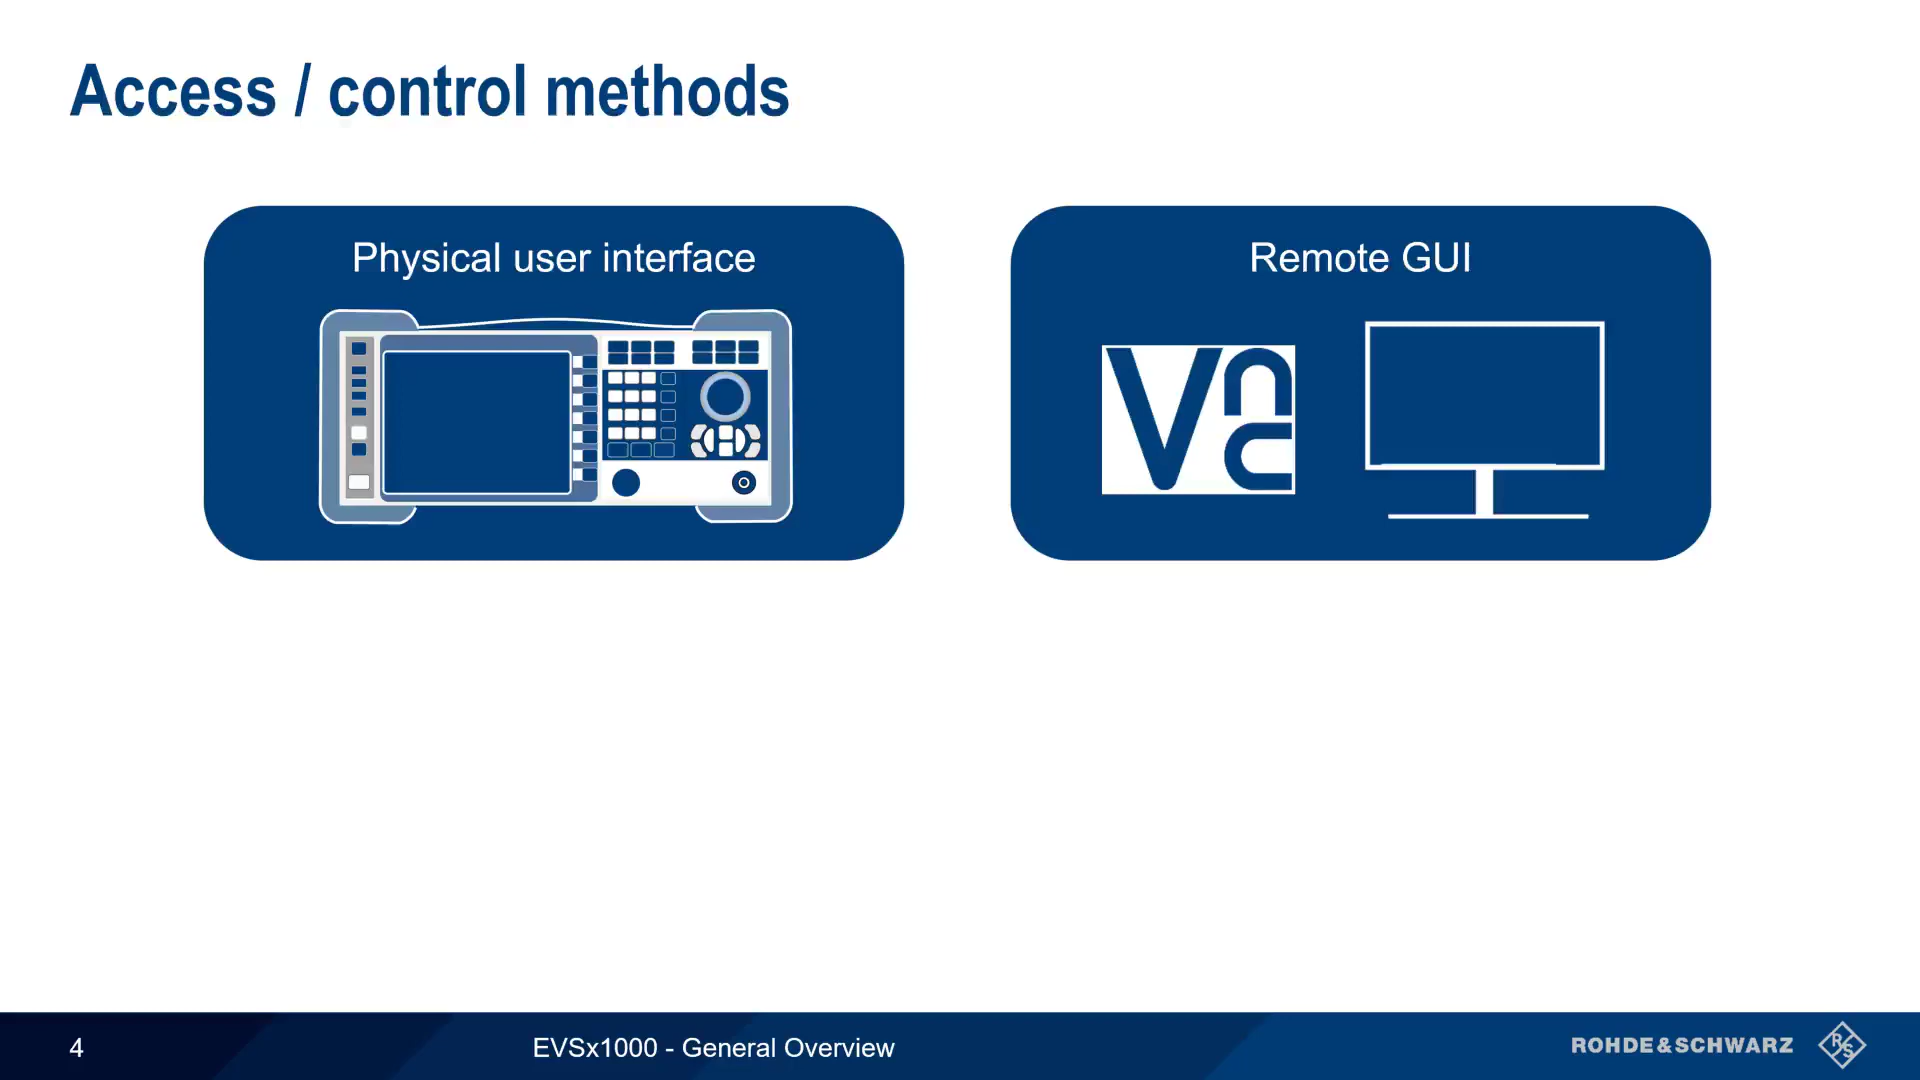 Access / control methods
Physical user interface
Remote GUI
Vnc
4
EVSx1000 - General Overview
ROHDE&SCHWARZ
R
S